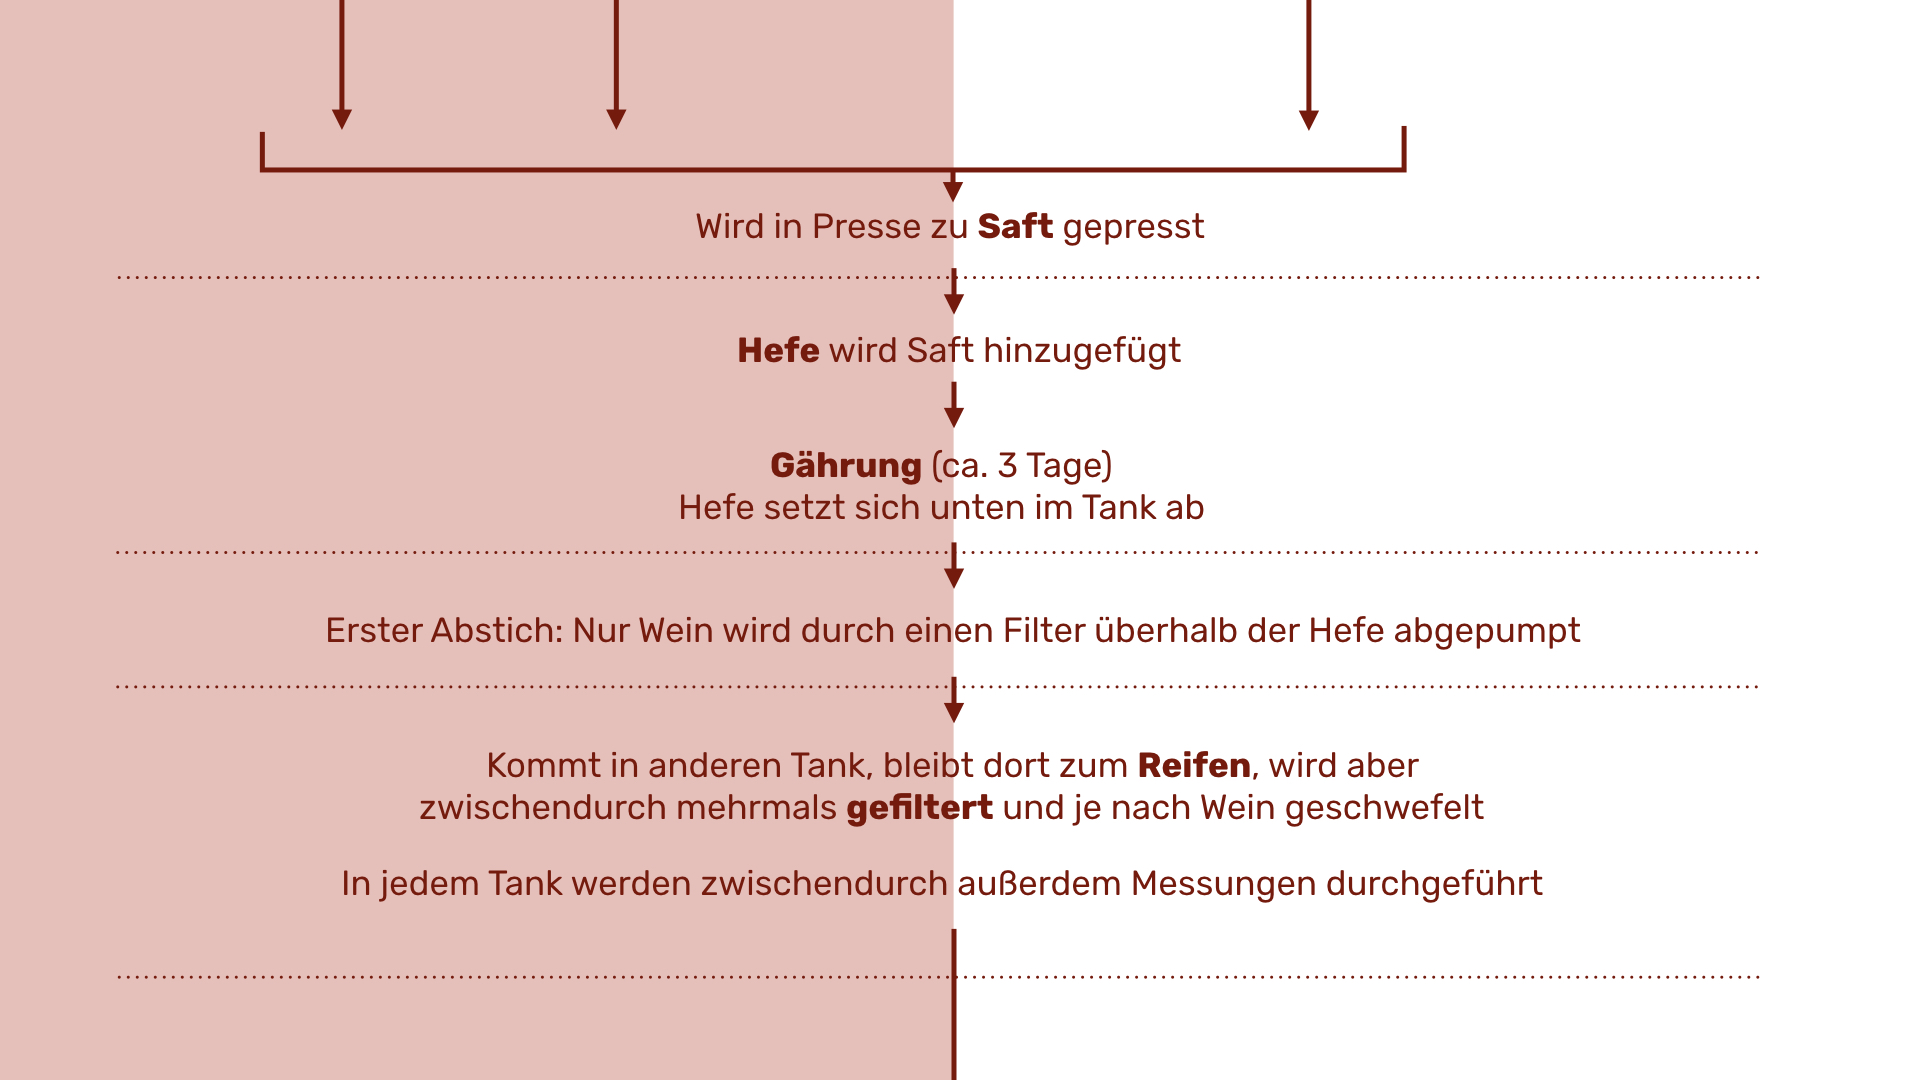 Wird in Presse zu Saft gepresst
Hefe wird Saft hinzugefügt
Gährung (ca. 3 Tage)
Hefe setzt sich unten im Tank ab
Erster Abstich: Nur Wein wird durch einen Filter überhalb der Hefe abgepumpt
Kommt in anderen Tank, bleibt dort zum Reifen, wird aber
zwischendurch mehrmals gefiltert und je nach Wein geschwefelt
In jedem Tank werden zwischendurch außerdem Messungen durchgeführt